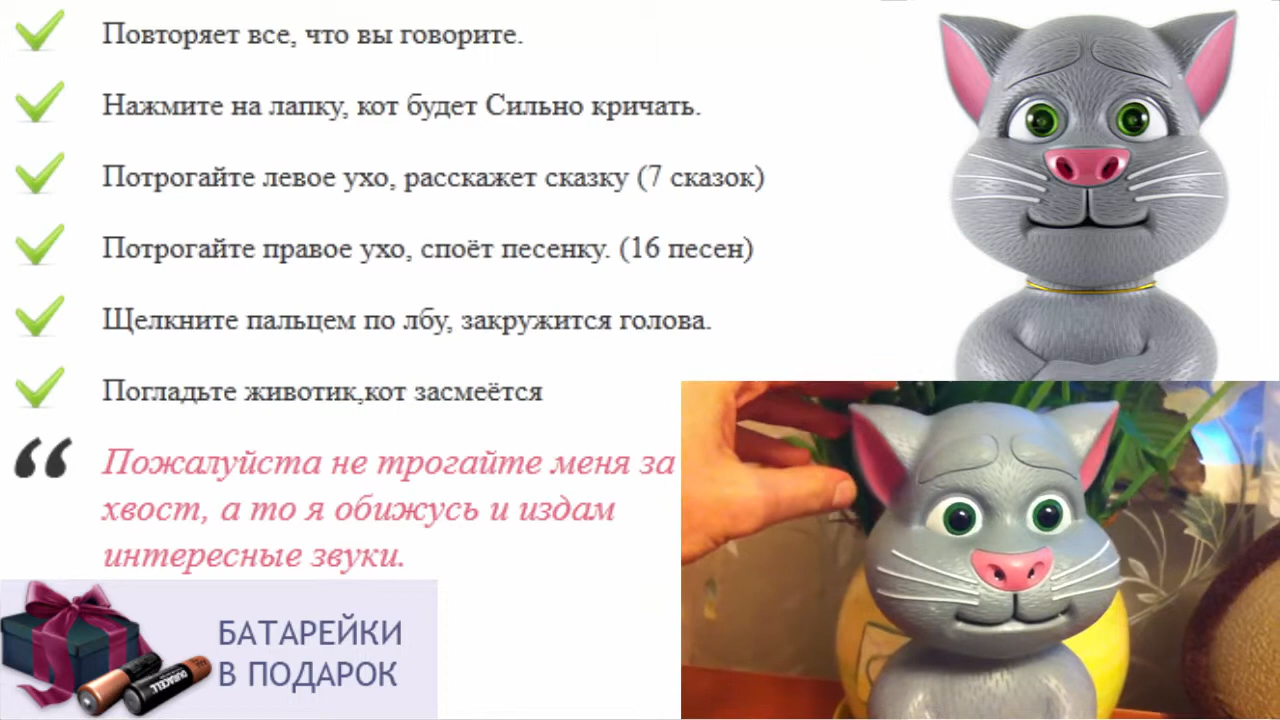 Повторяет все, что вы говорите.
Нажмите на лапку, кот будет Сильно кричать.
Потрогайте левое ухо, расскажет сказку (7 сказок)
Потрогайте правое ухо, споёт песенку. (16 песен)
Щелкните пальцем по лбу, закружится голова.
Погладьте животик,кот засмеётся
“ Пожалуйста не трогайте меня за
хвост, а то я обижусь и издам
интересные звуки.
БАТАРЕЙКИ
В ПОДАРОК
DURACELL